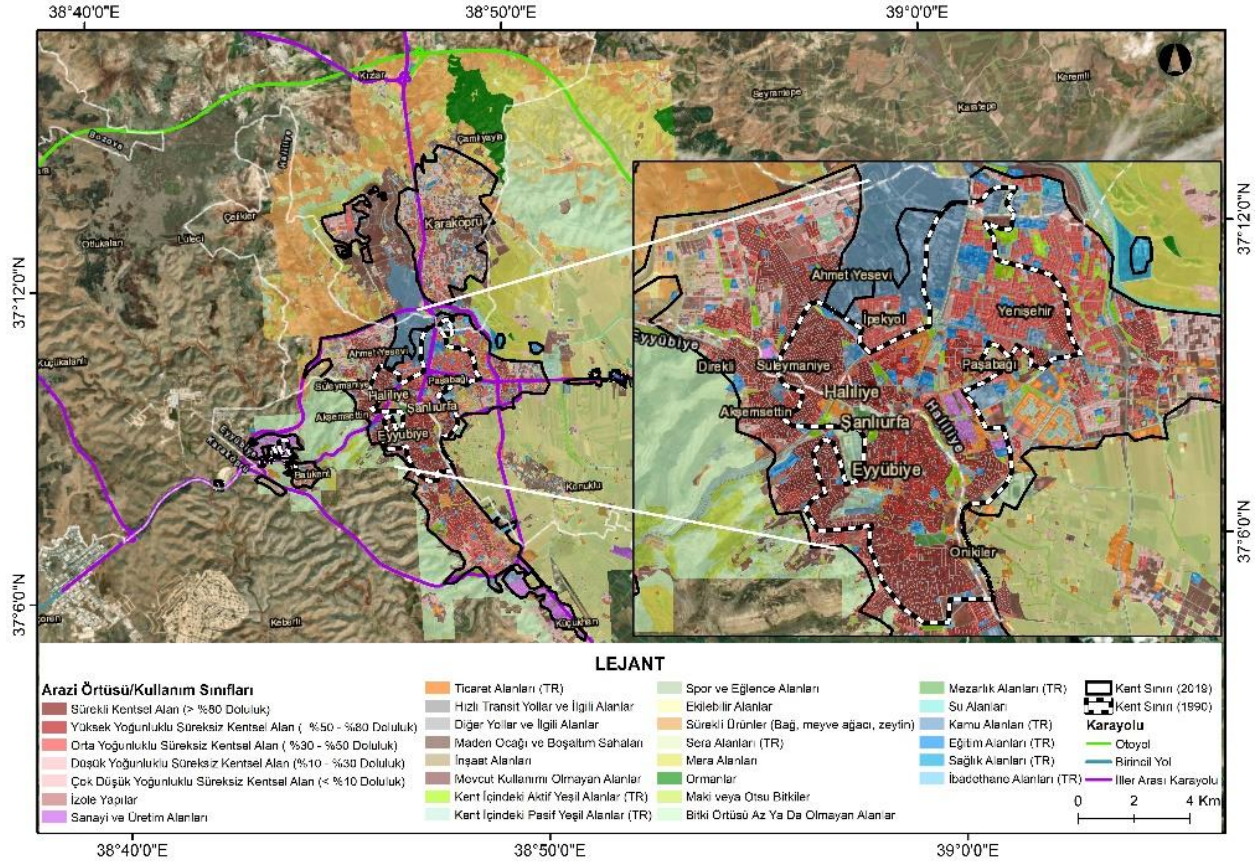 38°40'0"E
38°50'0"E
39°0'0"E
37°12'0"N
37°6'0"N
37°12'0"N
37°6'0"N
Kızar
Seyrantepe
Karatepe
Bozova
Haliliye
Çamlıyayla
Çelikler
Otlukalan
Lüleci
Karaköprü
Küçükalanlı
Ahmet Yesevi
Süleymaniye
Paşabağı
Haliliye
Şanlıurfa
Akşemsettin
Eyyübiye
Eyyübiye
Karaköprü
Batıkent
Konuklu
Keberli
Küçükhan
Ahmet Yesevi
İpekyol
Yenişehir
Eyyübiye
Direkli
Süleymaniye
Paşabağı
Haliliye
Akşemsettin
Şanlıurfa
Haliliye
Eyyübiye
Onikiler
LEJANT
Arazi Örtüsü/Kullanım Sınıfları
Sürekli Kentsel Alan (> %80 Doluluk)
Yüksek Yoğunluklu Süreksiz Kentsel Alan ( %50 - %80 Doluluk)
Orta Yoğunluklu Süreksiz Kentsel Alan ( %30 - %50 Doluluk)
Düşük Yoğunluklu Süreksiz Kentsel Alan (%10 - %30 Doluluk)
Çok Düşük Yoğunluklu Süreksiz Kentsel Alan (< %10 Doluluk)
İzole Yapılar
Sanayi ve Üretim Alanları
Ticaret Alanları (TR)
Hızlı Transit Yollar ve İlgili Alanlar
Diğer Yollar ve İlgili Alanlar
Maden Ocağı ve Boşaltım Sahaları
İnşaat Alanları
Mevcut Kullanımı Olmayan Alanlar
Kent İçindeki Aktif Yeşil Alanlar (TR)
Kent İçindeki Pasif Yeşil Alanlar (TR)
Spor ve Eğlence Alanları
Ekilebilir Alanlar
Sürekli Ürünler (Bağ, meyve ağacı, zeytin)
Sera Alanları (TR)
Mera Alanları
Ormanlar
Maki veya Otsu Bitkiler
Bitki Örtüsü Az Ya Da Olmayan Alanlar
Mezarlık Alanları (TR)
Su Alanları
Kamu Alanları (TR)
Eğitim Alanları (TR)
Sağlık Alanları (TR)
İbadethane Alanları (TR)
Kent Sınırı (2019)
Kent Sınırı (1990)
Karayolu
Otoyol
Birincil Yol
İller Arası Karayolu
0 2 4 Km
38°40'0"E
38°50'0"E
39°0'0"E